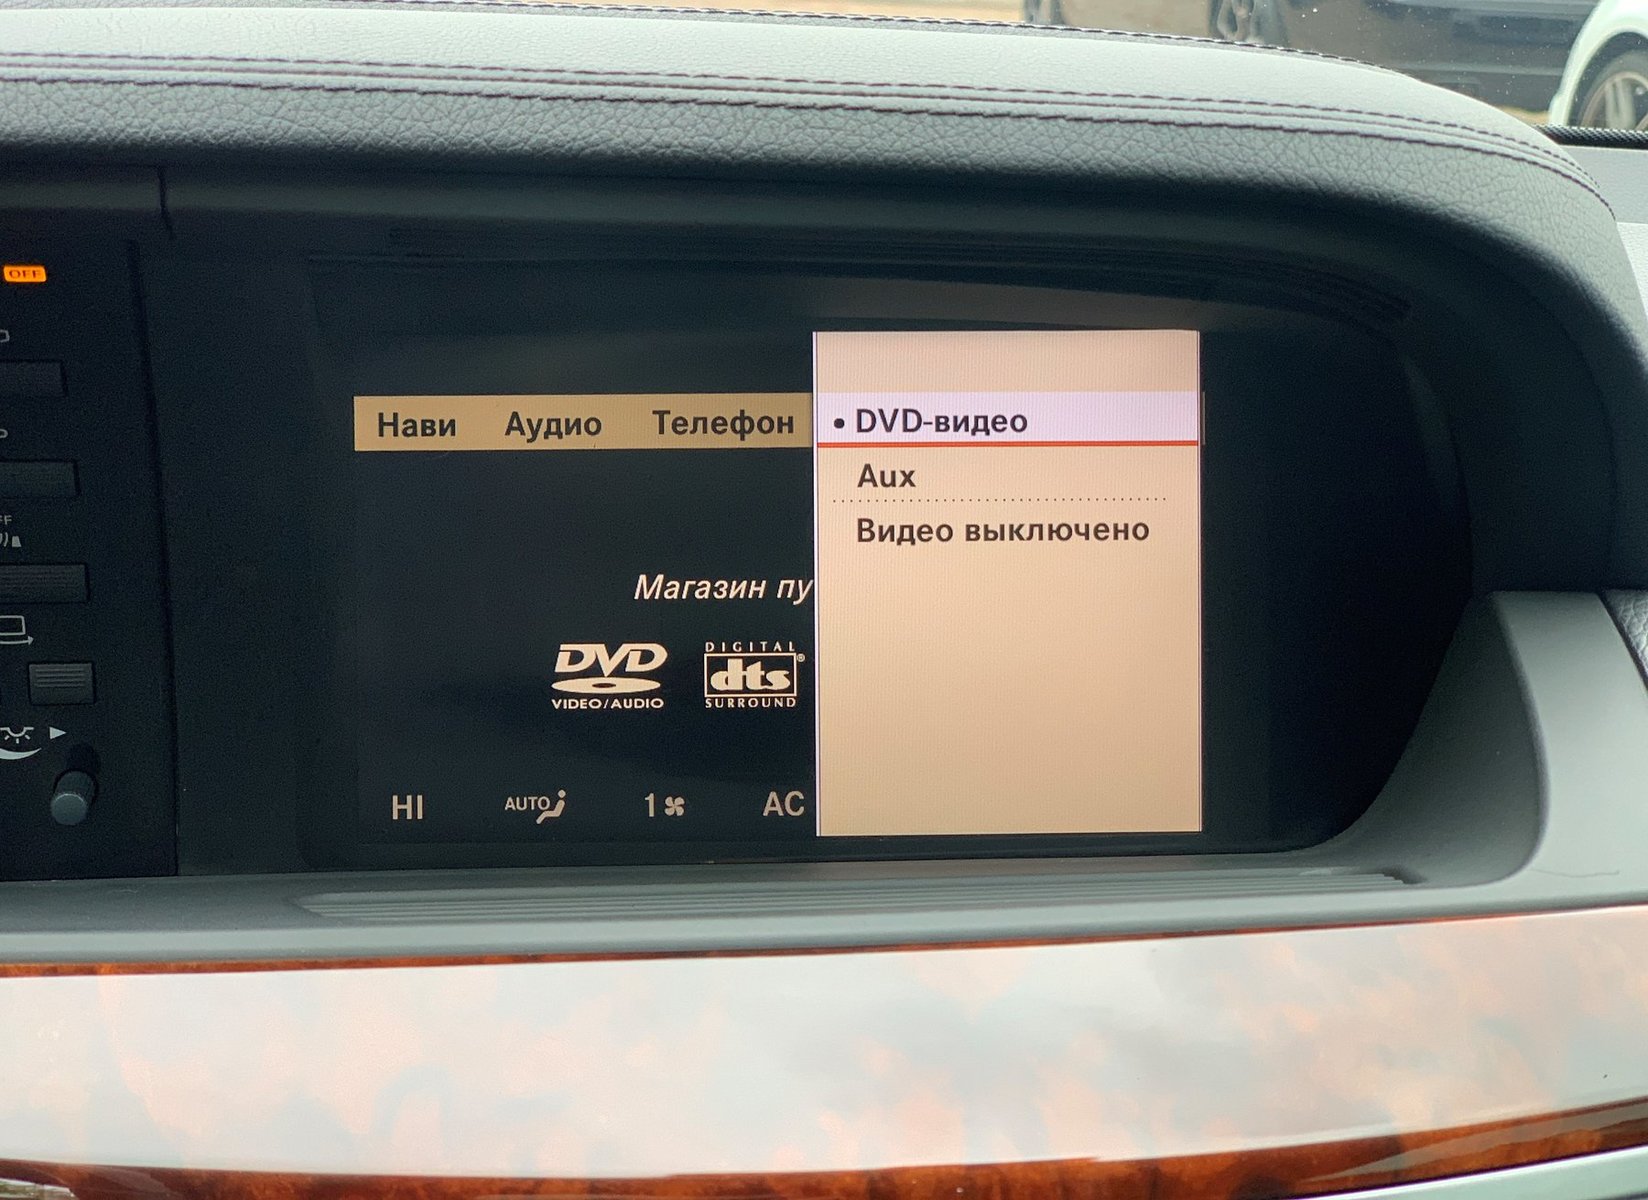 OFF
Нави Аудио Телефон
• DVD-видео
Aux
Видео выключено
Магазин пу
DVD
VIDEO/AUDIO
DIGITAL
dts®
SURROUND
HI AUTO 1 AC